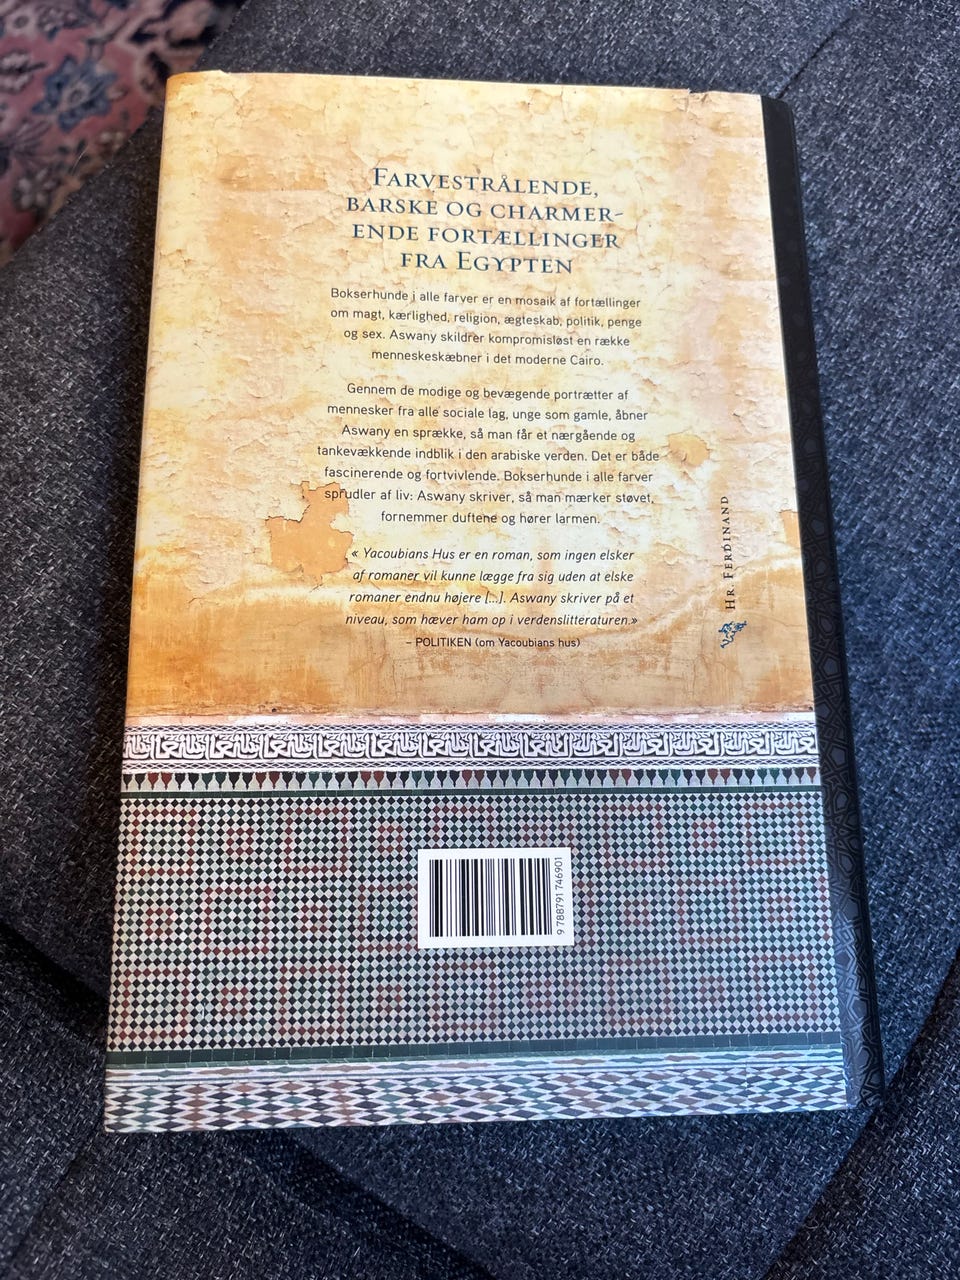 FARVESTRÅLENDE,
BARSKE OG CHARMER-
ENDE FORTÆLLINGER
FRA EGYPTEN
Bokserhunde i alle farver er en mosaik af fortællinger
om magt, kærlighed, religion, ægteskab, politik, penge
og sex. Aswany skildrer kompromisløst en række
menneskeskæbner i det moderne Cairo.
Gennem de modige og bevægende portrætter af
mennesker fra alle sociale lag, unge som gamle, åbner
Aswany en sprække, så man får et nærgående og
tankevækkende indblik i den arabiske verden. Det er både
fascinerende og fortvivlende. Bokserhunde i alle farver
sprudler af liv: Aswany skriver, så man mærker støvet,
fornemmer duftene og hører larmen.
« Yacoubians Hus er en roman, som ingen elsker
af romaner vil kunne lægge fra sig uden at elske
romaner endnu højere [...]. Aswany skriver på et
niveau, som hæver ham op i verdenslitteraturen.»
– POLITIKEN (om Yacoubians hus)
HR. FERDINAND
9788791746901